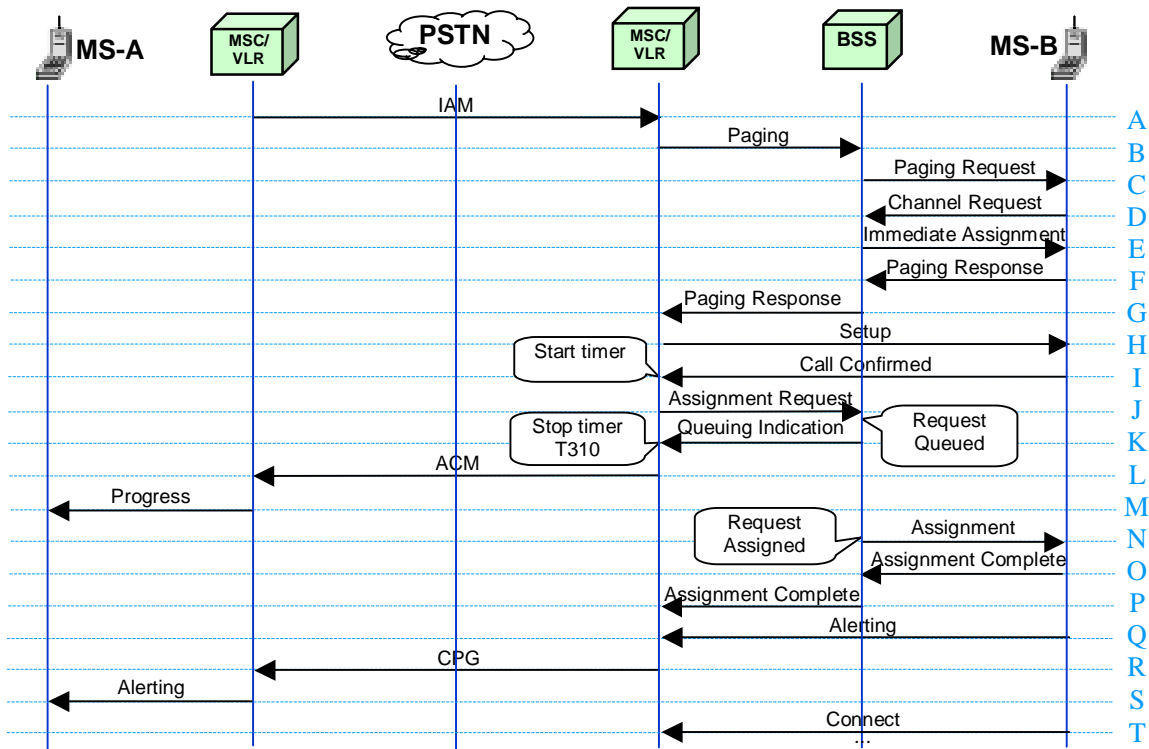 MS-A
MSC/
VLR
PSTN
MSC/
VLR
BSS
MS-B
IAM
A
Paging
B
Paging Request
C
Channel Request
D
Immediate Assignment
E
Paging Response
F
Paging Response
G
Setup
H
Start timer
Call Confirmed
I
Assignment Request
J
Request
Queued
Stop timer
T310
Queuing Indication
K
ACM
L
Progress
M
Request
Assigned
Assignment
N
Assignment Complete
O
Assignment Complete
P
Alerting
Q
CPG
R
Alerting
S
Connect
T
...